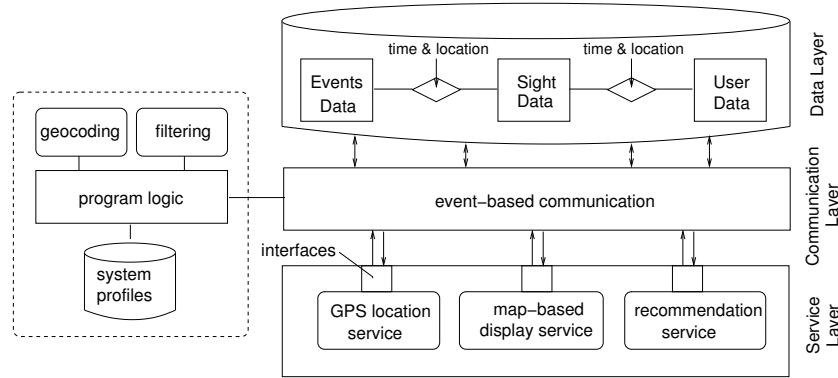 time & location
time & location
Events
Data
Sight
Data
User
Data
Data Layer
geocoding
filtering
program logic
system
profiles
event−based communication
Communication
Layer
interfaces
GPS location
service
map−based
display service
recommendation
service
Service
Layer